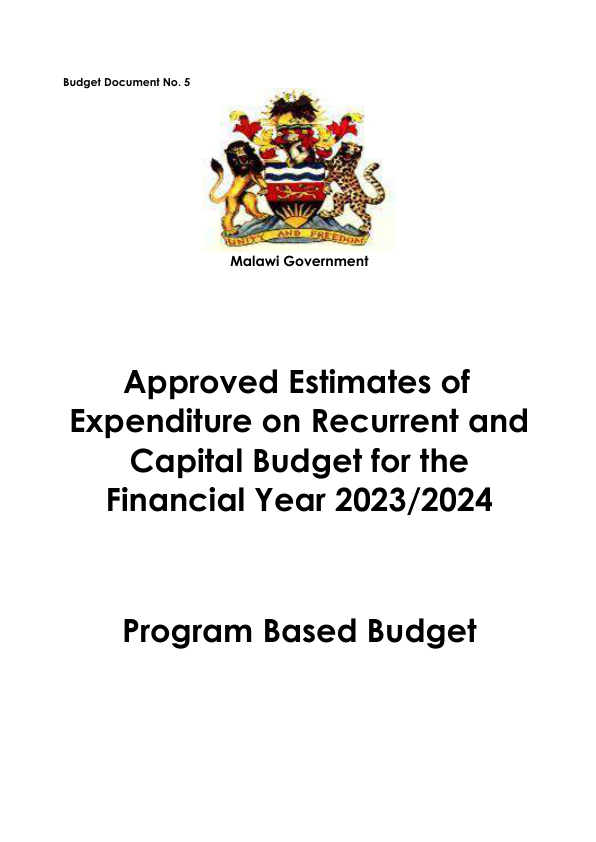 Budget Document No. 5
UNITY AND FREEDOM
Malawi Government
Approved Estimates of
Expenditure on Recurrent and
Capital Budget for the
Financial Year 2023/2024
Program Based Budget